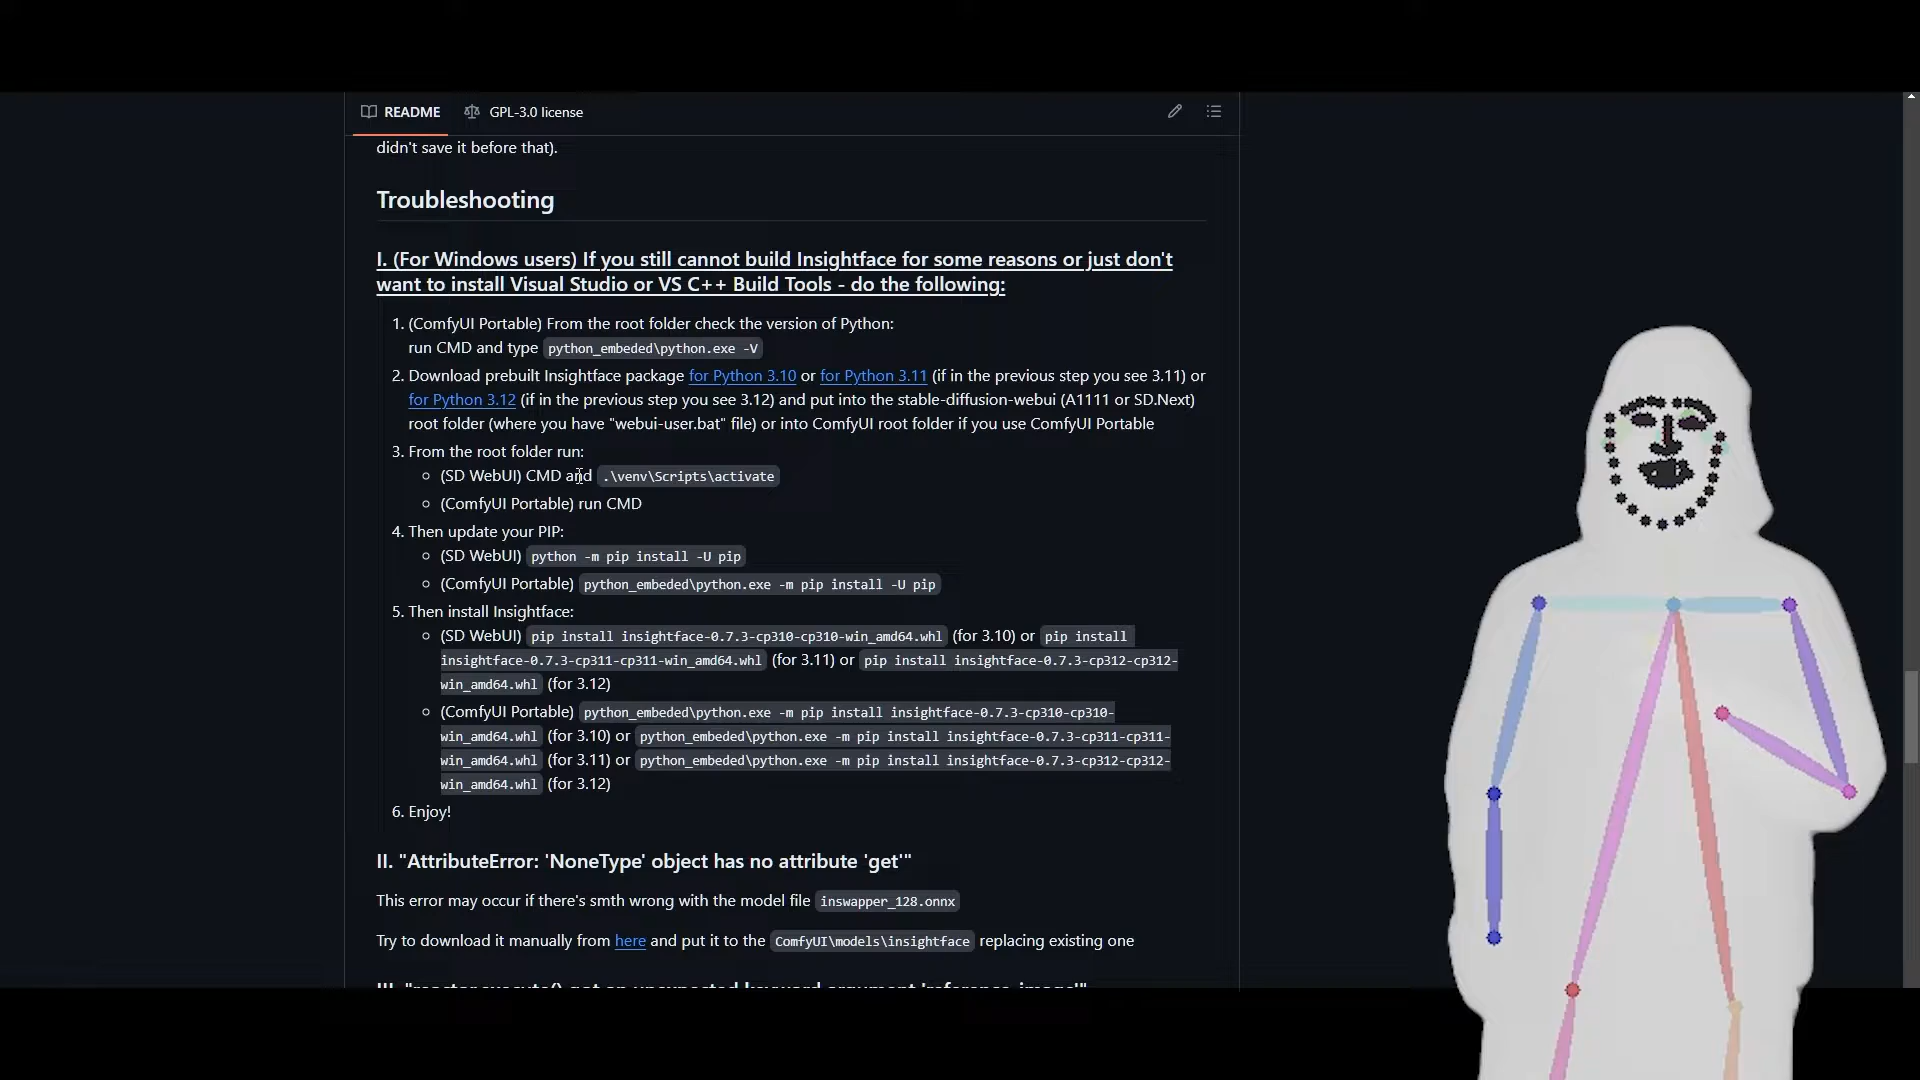 README GPL-3.0 license
didn't save it before that).
Troubleshooting
I. (For Windows users) If you still cannot build Insightface for some reasons or just don't
want to install Visual Studio or VS C++ Build Tools - do the following:
1. (ComfyUI Portable) From the root folder check the version of Python:
run CMD and type python_embeded\python.exe -V
2. Download prebuilt Insightface package for Python 3.10 or for Python 3.11 (if in the previous step you see 3.11) or
for Python 3.12 (if in the previous step you see 3.12) and put into the stable-diffusion-webui (A1111 or SD.Next)
root folder (where you have "webui-user.bat" file) or into ComfyUI root folder if you use ComfyUI Portable
3. From the root folder run:
(SD WebUI) CMD and .\venv\Scripts\activate
(ComfyUI Portable) run CMD
4. Then update your PIP:
(SD WebUI) python -m pip install -U pip
(ComfyUI Portable) python_embeded\python.exe -m pip install -U pip
5. Then install Insightface:
(SD WebUI) pip install insightface-0.7.3-cp310-cp310-win_amd64.whl (for 3.10) or pip install
insightface-0.7.3-cp311-cp311-win_amd64.whl (for 3.11) or pip install insightface-0.7.3-cp312-cp312-
win_amd64.whl (for 3.12)
(ComfyUI Portable) python_embeded\python.exe -m pip install insightface-0.7.3-cp310-cp310-
win_amd64.whl (for 3.10) or python_embeded\python.exe -m pip install insightface-0.7.3-cp311-cp311-
win_amd64.whl (for 3.11) or python_embeded\python.exe -m pip install insightface-0.7.3-cp312-cp312-
win_amd64.whl (for 3.12)
6. Enjoy!
II. "AttributeError: 'NoneType' object has no attribute 'get'"
This error may occur if there's smth wrong with the model file inswapper_128.onnx
Try to download it manually from here and put it to the ComfyUI\models\insightface replacing existing one
III. "reactor.execute() got an unexpected keyword argument 'reference_image'"